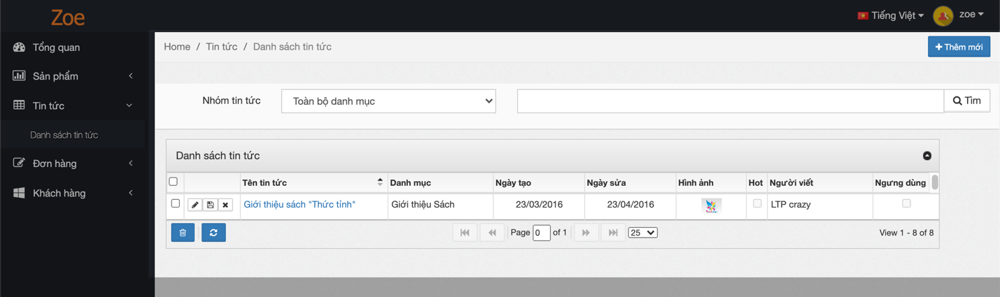 Zoe
Tiếng Việt
zoe
Tổng quan
Sản phẩm
Tin tức
Danh sách tin tức
Đơn hàng
Khách hàng
Home / Tin tức / Danh sách tin tức
Thêm mới
Nhóm tin tức Toàn bộ danh mục Tìm
Danh sách tin tức
Tên tin tức Danh mục Ngày tạo Ngày sửa Hình ảnh Hot Người viết Ngưng dùng
Giới thiệu sách "Thức tỉnh" Giới thiệu Sách 23/03/2016 23/04/2016 LTP crazy
Page 0 of 1 25 View 1 - 8 of 8